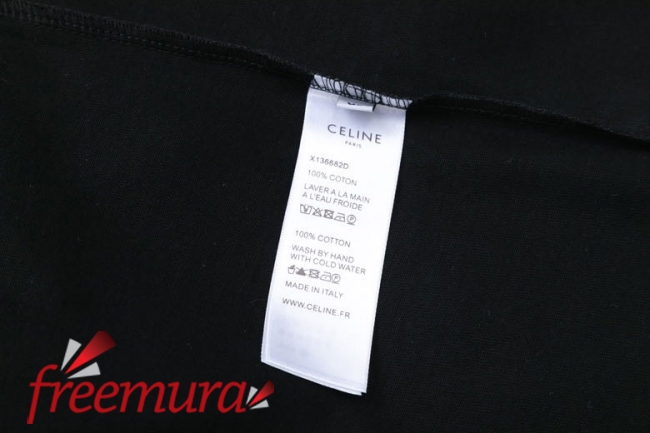 CELINE
PARIS
X136682D
100% COTON
LAVER A LA MAIN
A L'EAU FROIDE
100% COTTON
WASH BY HAND
WITH COLD WATER
MADE IN ITALY
WWW.CELINE.FR
freemura